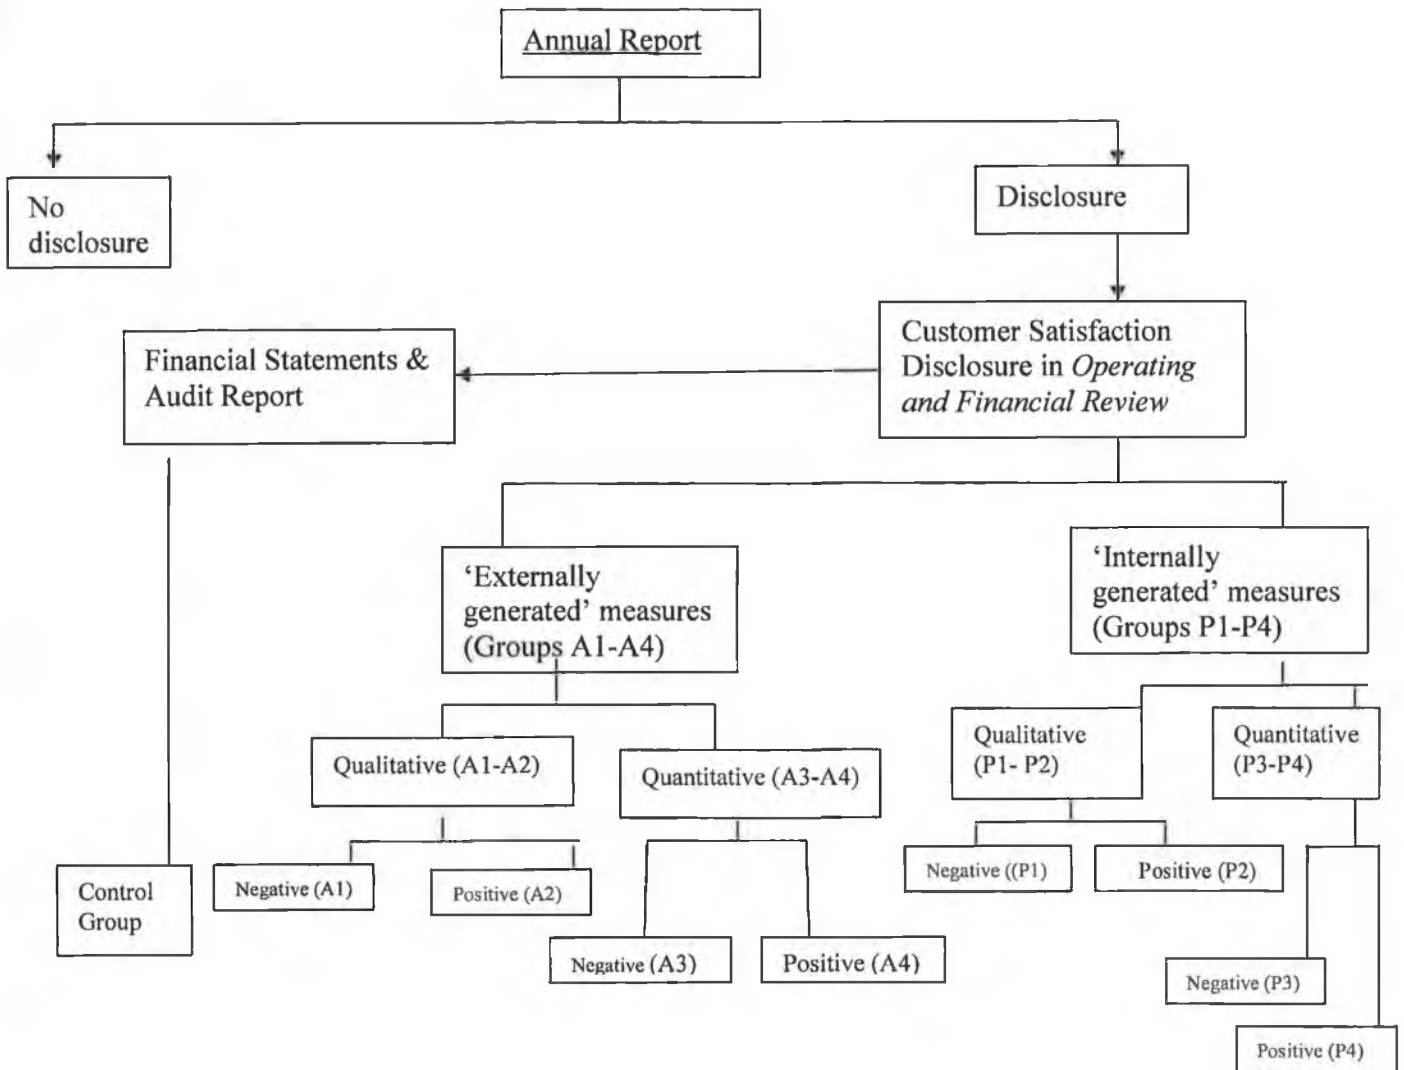 Annual Report
No
disclosure
Disclosure
Financial Statements &
Audit Report
Customer Satisfaction
Disclosure in Operating
and Financial Review
‘Externally
generated’ measures
(Groups A1-A4)
‘Internally
generated’ measures
(Groups P1-P4)
Qualitative (A1-A2)
Quantitative (A3-A4)
Qualitative
(P1- P2)
Quantitative
(P3-P4)
Control
Group
Negative (A1)
Positive (A2)
Negative (A3)
Positive (A4)
Negative ((P1)
Positive (P2)
Negative (P3)
Positive (P4)